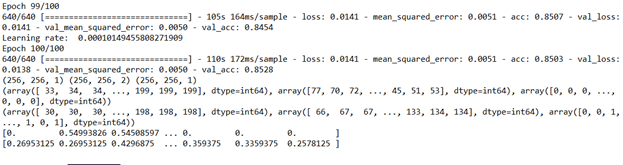 Epoch 99/100
640/640 [==============================] - 105s 164ms/sample - loss: 0.0141 - mean_squared_error: 0.0051 - acc: 0.8507 - val_loss:
0.0141 - val_mean_squared_error: 0.0050 - val_acc: 0.8454
Learning rate:  0.0001014945580827190​9
Epoch 100/100
640/640 [==============================] - 110s 172ms/sample - loss: 0.0141 - mean_squared_error: 0.0051 - acc: 0.8503 - val_loss:
0.0138 - val_mean_squared_error: 0.0050 - val_acc: 0.8528
(256, 256, 1) (256, 256, 2) (256, 256, 1)
(array([ 33,  34,  34, ..., 199, 199, 199], dtype=int64), array([77, 70, 72, ..., 45, 51, 53], dtype=int64), array([0, 0, 0, ...,
0, 0, 0], dtype=int64))
(array([ 30,  30,  30, ..., 198, 198, 198], dtype=int64), array([ 66,  67,  67, ..., 133, 134, 134], dtype=int64), array([0, 0, 1,
..., 1, 0, 1], dtype=int64))
[0.         0.54993826 0.54508597 ... 0.         0.         0.        ]
[0.26953125 0.26953125 0.4296875  ... 0.359375   0.3359375  0.2578125 ]